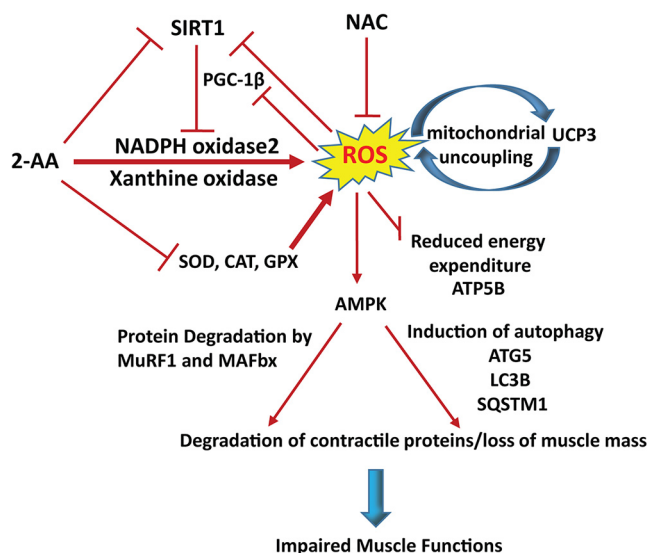 SIRT1
NAC
PGC-1β
2-AA
NADPH oxidase2
Xanthine oxidase
ROS
mitochondrial
uncoupling
UCP3
SOD, CAT, GPX
Reduced energy
expenditure
ATP5B
AMPK
Protein Degradation by
MuRF1 and MAFbx
Induction of autophagy
ATG5
LC3B
SQSTM1
Degradation of contractile proteins/loss of muscle mass
Impaired Muscle Functions